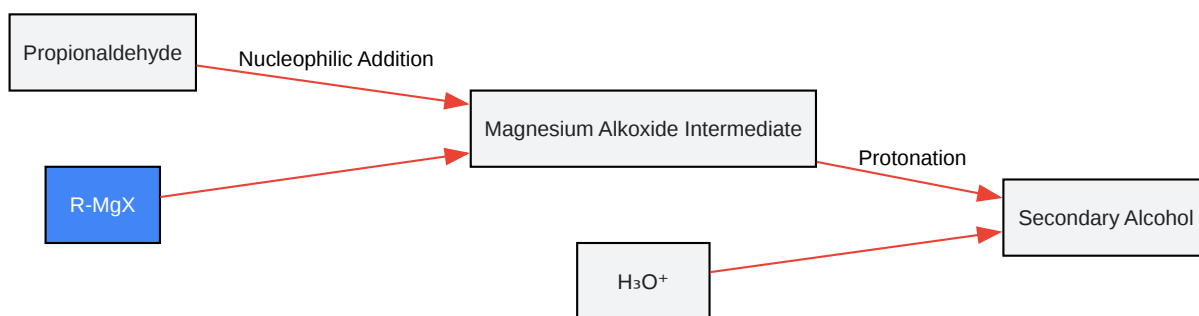 Propionaldehyde
Nucleophilic Addition
Magnesium Alkoxide Intermediate
Protonation
R-MgX
Secondary Alcohol
H₃O⁺